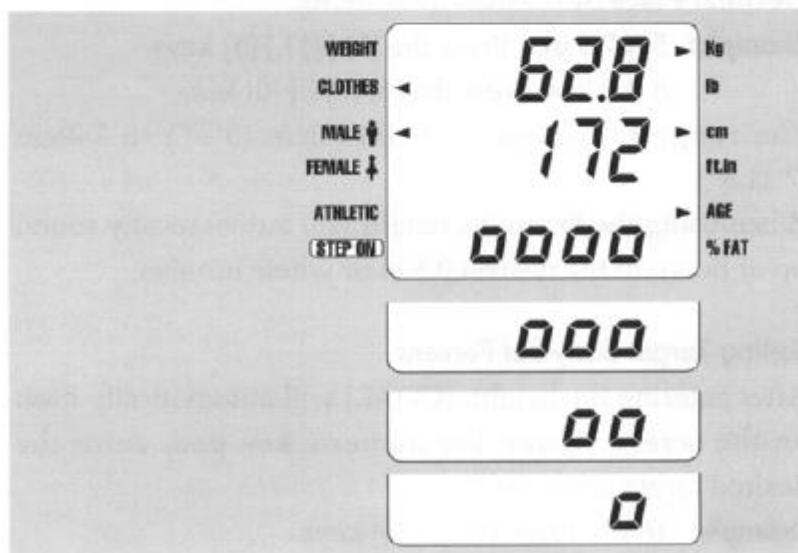 WEIGHT 62.8 Kg
CLOTHES lb
MALE 172 cm
FEMALE ft.in
ATHLETIC AGE
STEP ON 0000 % FAT
000
00
0